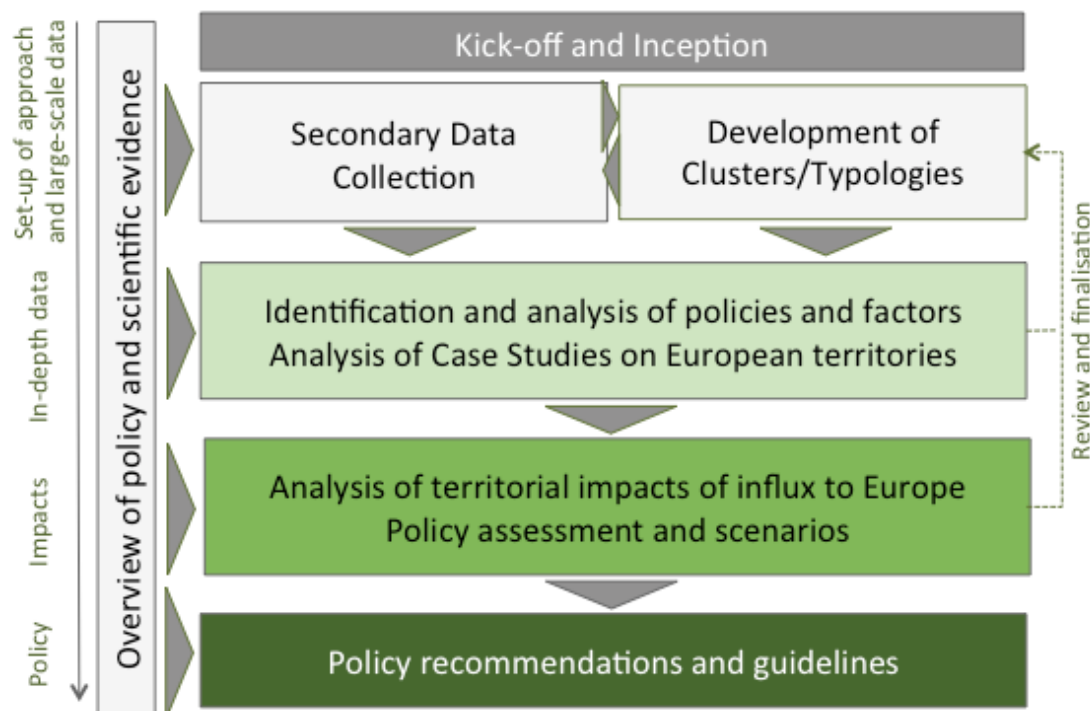 Kick-off and Inception
Set-up of approach
and large-scale data
In-depth data
Impacts
Policy
Overview of policy and scientific evidence
Secondary Data
Collection
Development of
Clusters/Typologies
Identification and analysis of policies and factors
Analysis of Case Studies on European territories
Analysis of territorial impacts of influx to Europe
Policy assessment and scenarios
Policy recommendations and guidelines
Review and finalisation